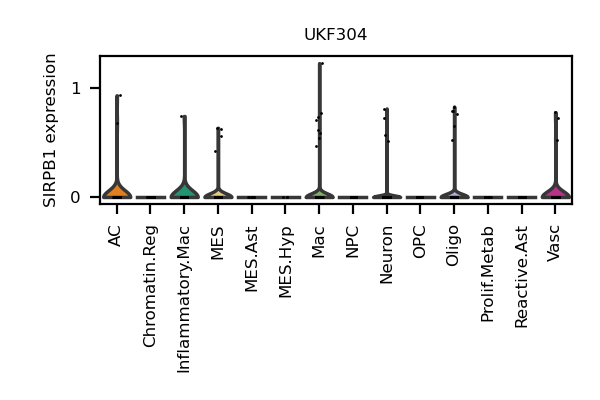 UKF304
SIRPB1 expression
1
0
AC
Chromatin.Reg
Inflammatory.Mac
MES
MES.Ast
MES.Hyp
Mac
NPC
Neuron
OPC
Oligo
Prolif.Metab
Reactive.Ast
Vasc